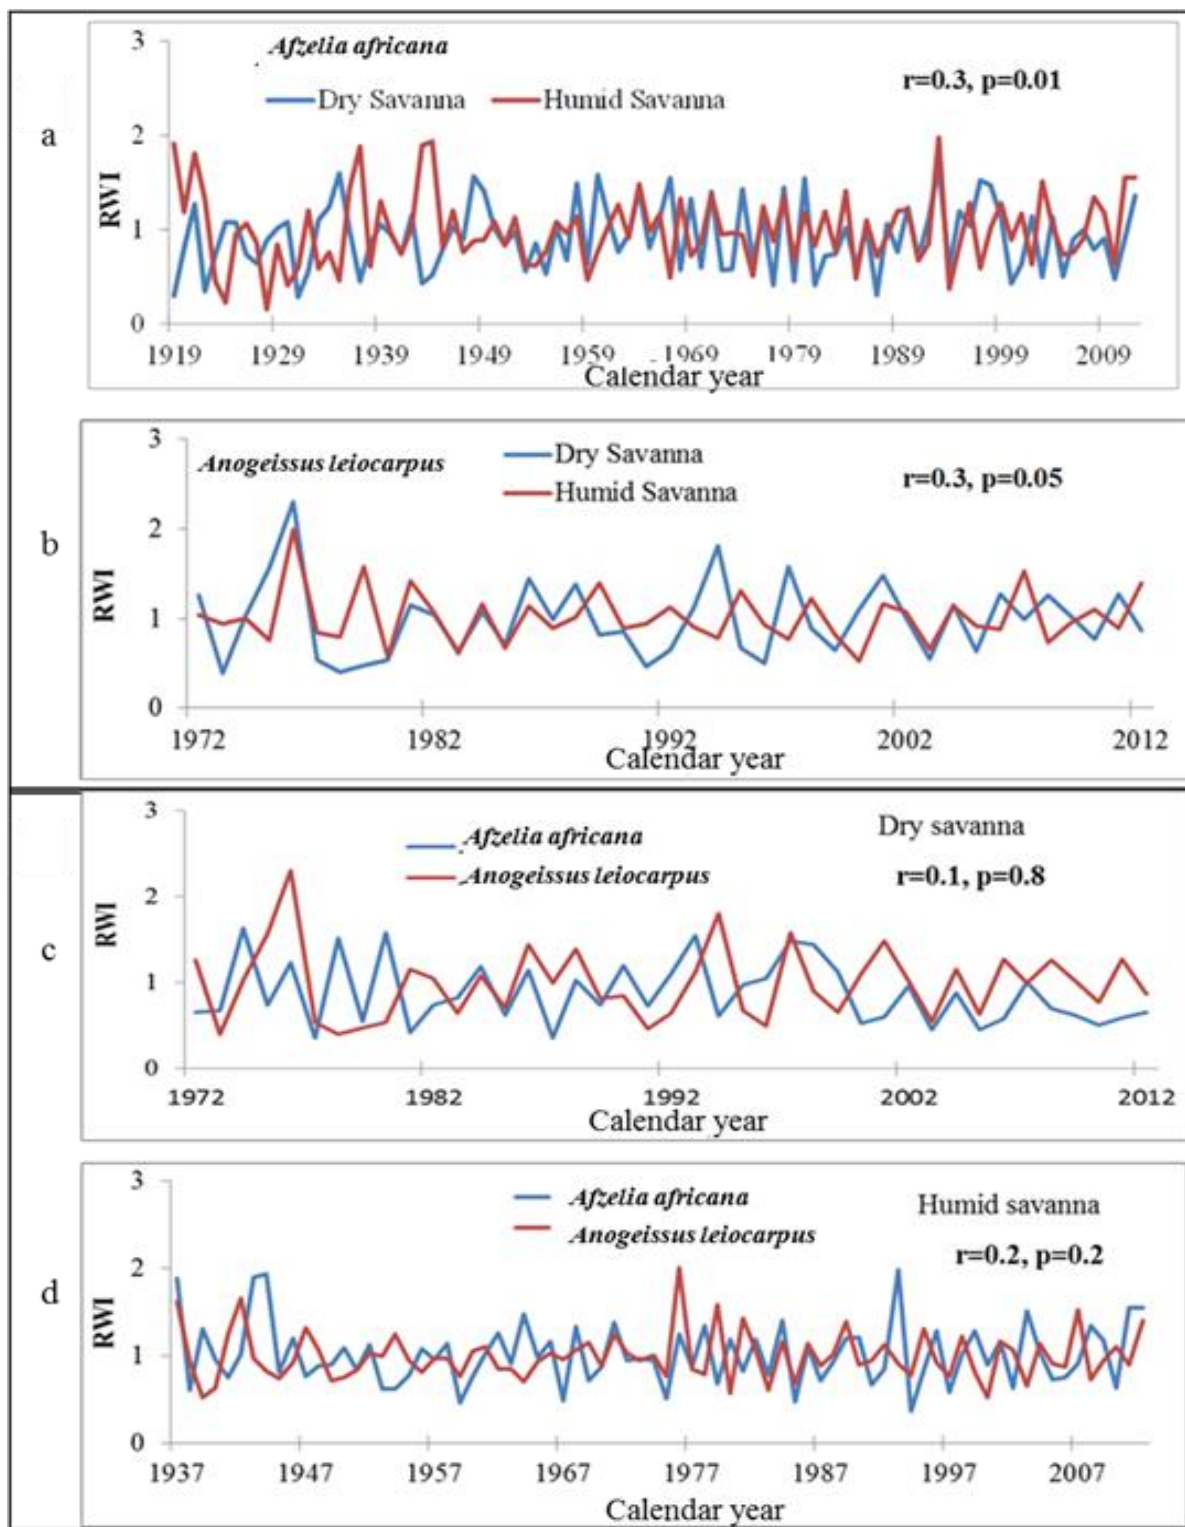 a
Afzelia africana
Dry Savanna Humid Savanna
r=0.3, p=0.01
RWI
3
2
1
0
1919 1929 1939 1949 1959 1969 1979 1989 1999 2009
Calendar year
b
Anogeissus leiocarpus
Dry Savanna
Humid Savanna
r=0.3, p=0.05
RWI
3
2
1
0
1972 1982 1992 2002 2012
Calendar year
c
Afzelia africana
Anogeissus leiocarpus
Dry savanna
r=0.1, p=0.8
RWI
3
2
1
0
1972 1982 1992 2002 2012
Calendar year
d
Afzelia africana
Anogeissus leiocarpus
Humid savanna
r=0.2, p=0.2
RWI
3
2
1
0
1937 1947 1957 1967 1977 1987 1997 2007
Calendar year